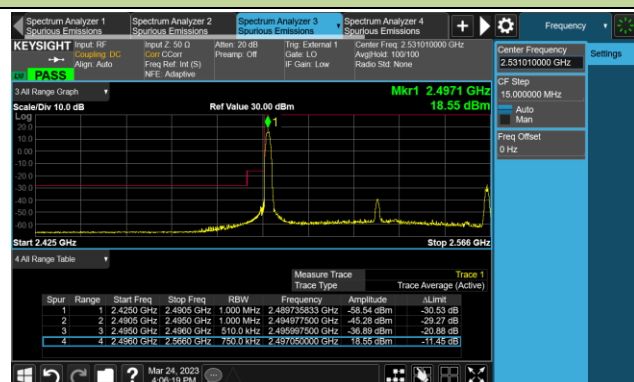 Spectrum Analyzer 1
Spurious Emissions
Spectrum Analyzer 2
Spurious Emissions
Spectrum Analyzer 3
Spurious Emissions
Spectrum Analyzer 4
Spurious Emissions
Frequency
KEYSIGHT
Input: RF
Coupling: DC
Align: Auto
Input Z: 50 Ω
Corr CCorr
Freq Ref: Int (S)
NFE: Adaptive
Atten: 20 dB
Preamp: Off
Trig: External 1
Gate: LO
IF Gain: Low
Center Freq: 2.531010000 GHz
Avg|Hold: 100/100
Radio Std: None
PASS
Center Frequency
2.531010000 GHz
Settings
CF Step
15.000000 MHz
Auto
Man
Freq Offset
0 Hz
3 All Range Graph
Mkr1 2.4971 GHz
Scale/Div 10.0 dB
Ref Value 30.00 dBm
18.55 dBm
Log
20.0
10.0
0.00
-10.0
-20.0
-30.0
-40.0
-50.0
-60.0
1
Start 2.425 GHz
Stop 2.566 GHz
4 All Range Table
Measure Trace Trace 1
Trace Type Trace Average (Active)
Spur Range Start Freq Stop Freq RBW Frequency Amplitude ΔLimit
1 1 2.4250 GHz 2.4905 GHz 1.000 MHz 2.489735833 GHz -58.54 dBm -30.53 dB
2 2 2.4905 GHz 2.4950 GHz 1.000 MHz 2.494977500 GHz -45.28 dBm -29.27 dB
3 3 2.4950 GHz 2.4960 GHz 510.0 kHz 2.495997500 GHz -36.89 dBm -20.88 dB
4 4 2.4960 GHz 2.5660 GHz 750.0 kHz 2.497050000 GHz 18.55 dBm -11.45 dB
Mar 24, 2023
4:06:19 PM